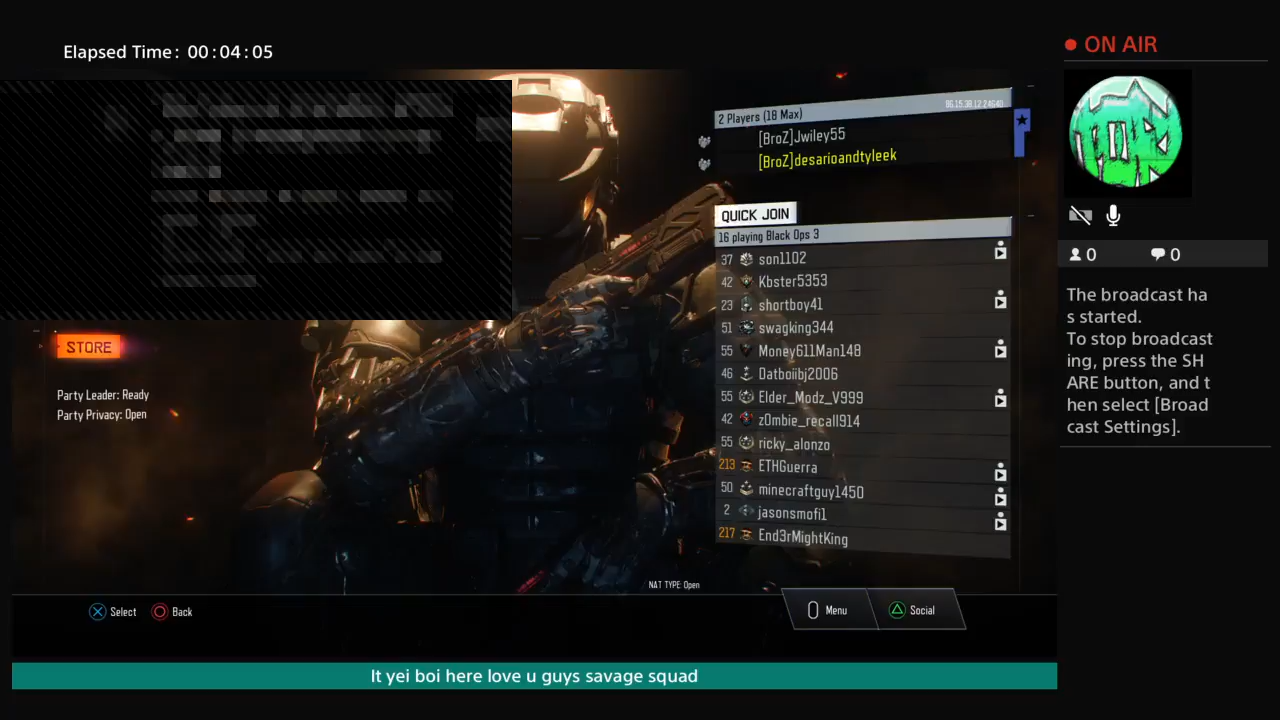 Elapsed Time: 00:04:05
ON AIR
2 Players (18 Max)
[BroZ]Jwiley55
[BroZ]desarioandtyleek
QUICK JOIN
16 playing Black Ops 3
37 son1102
42 Kbster5353
23 shortboy41
51 swagking344
55 Money611Man148
46 Datboiibj2006
55 Elder_Modz_V999
42 z0mbie_recall914
55 ricky_alonzo
213 ETHGuerra
50 minecraftguy1450
2 jasonsmofi1
217 End3rMightKing
STORE
Party Leader: Ready
Party Privacy: Open
NAT TYPE: Open
Select
Back
Menu
Social
It yei boi here love u guys savage squad
0
0
The broadcast ha
s started.
To stop broadcast
ing, press the SH
ARE button, and t
hen select [Broad
cast Settings].